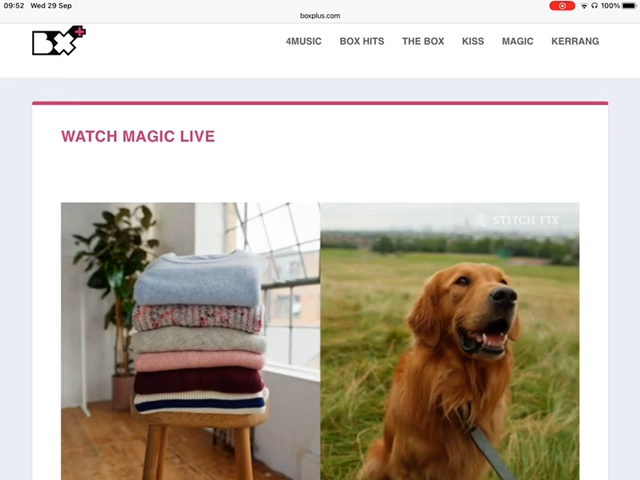 09:52 Wed 29 Sep 100%
boxplus.com
BOX+
4MUSIC BOX HITS THE BOX KISS MAGIC KERRANG
WATCH MAGIC LIVE
STITCH FIX